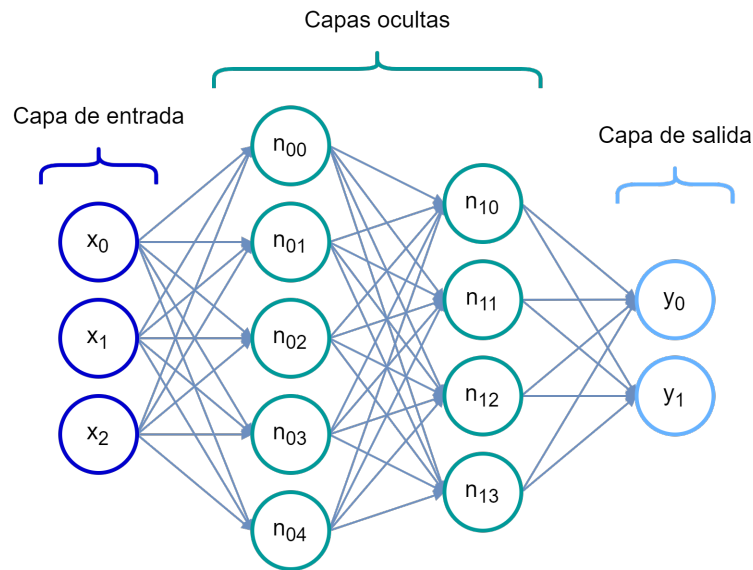 Capas ocultas
Capa de entrada
Capa de salida
x0
x1
x2
n00
n01
n02
n03
n04
n10
n11
n12
n13
y0
y1